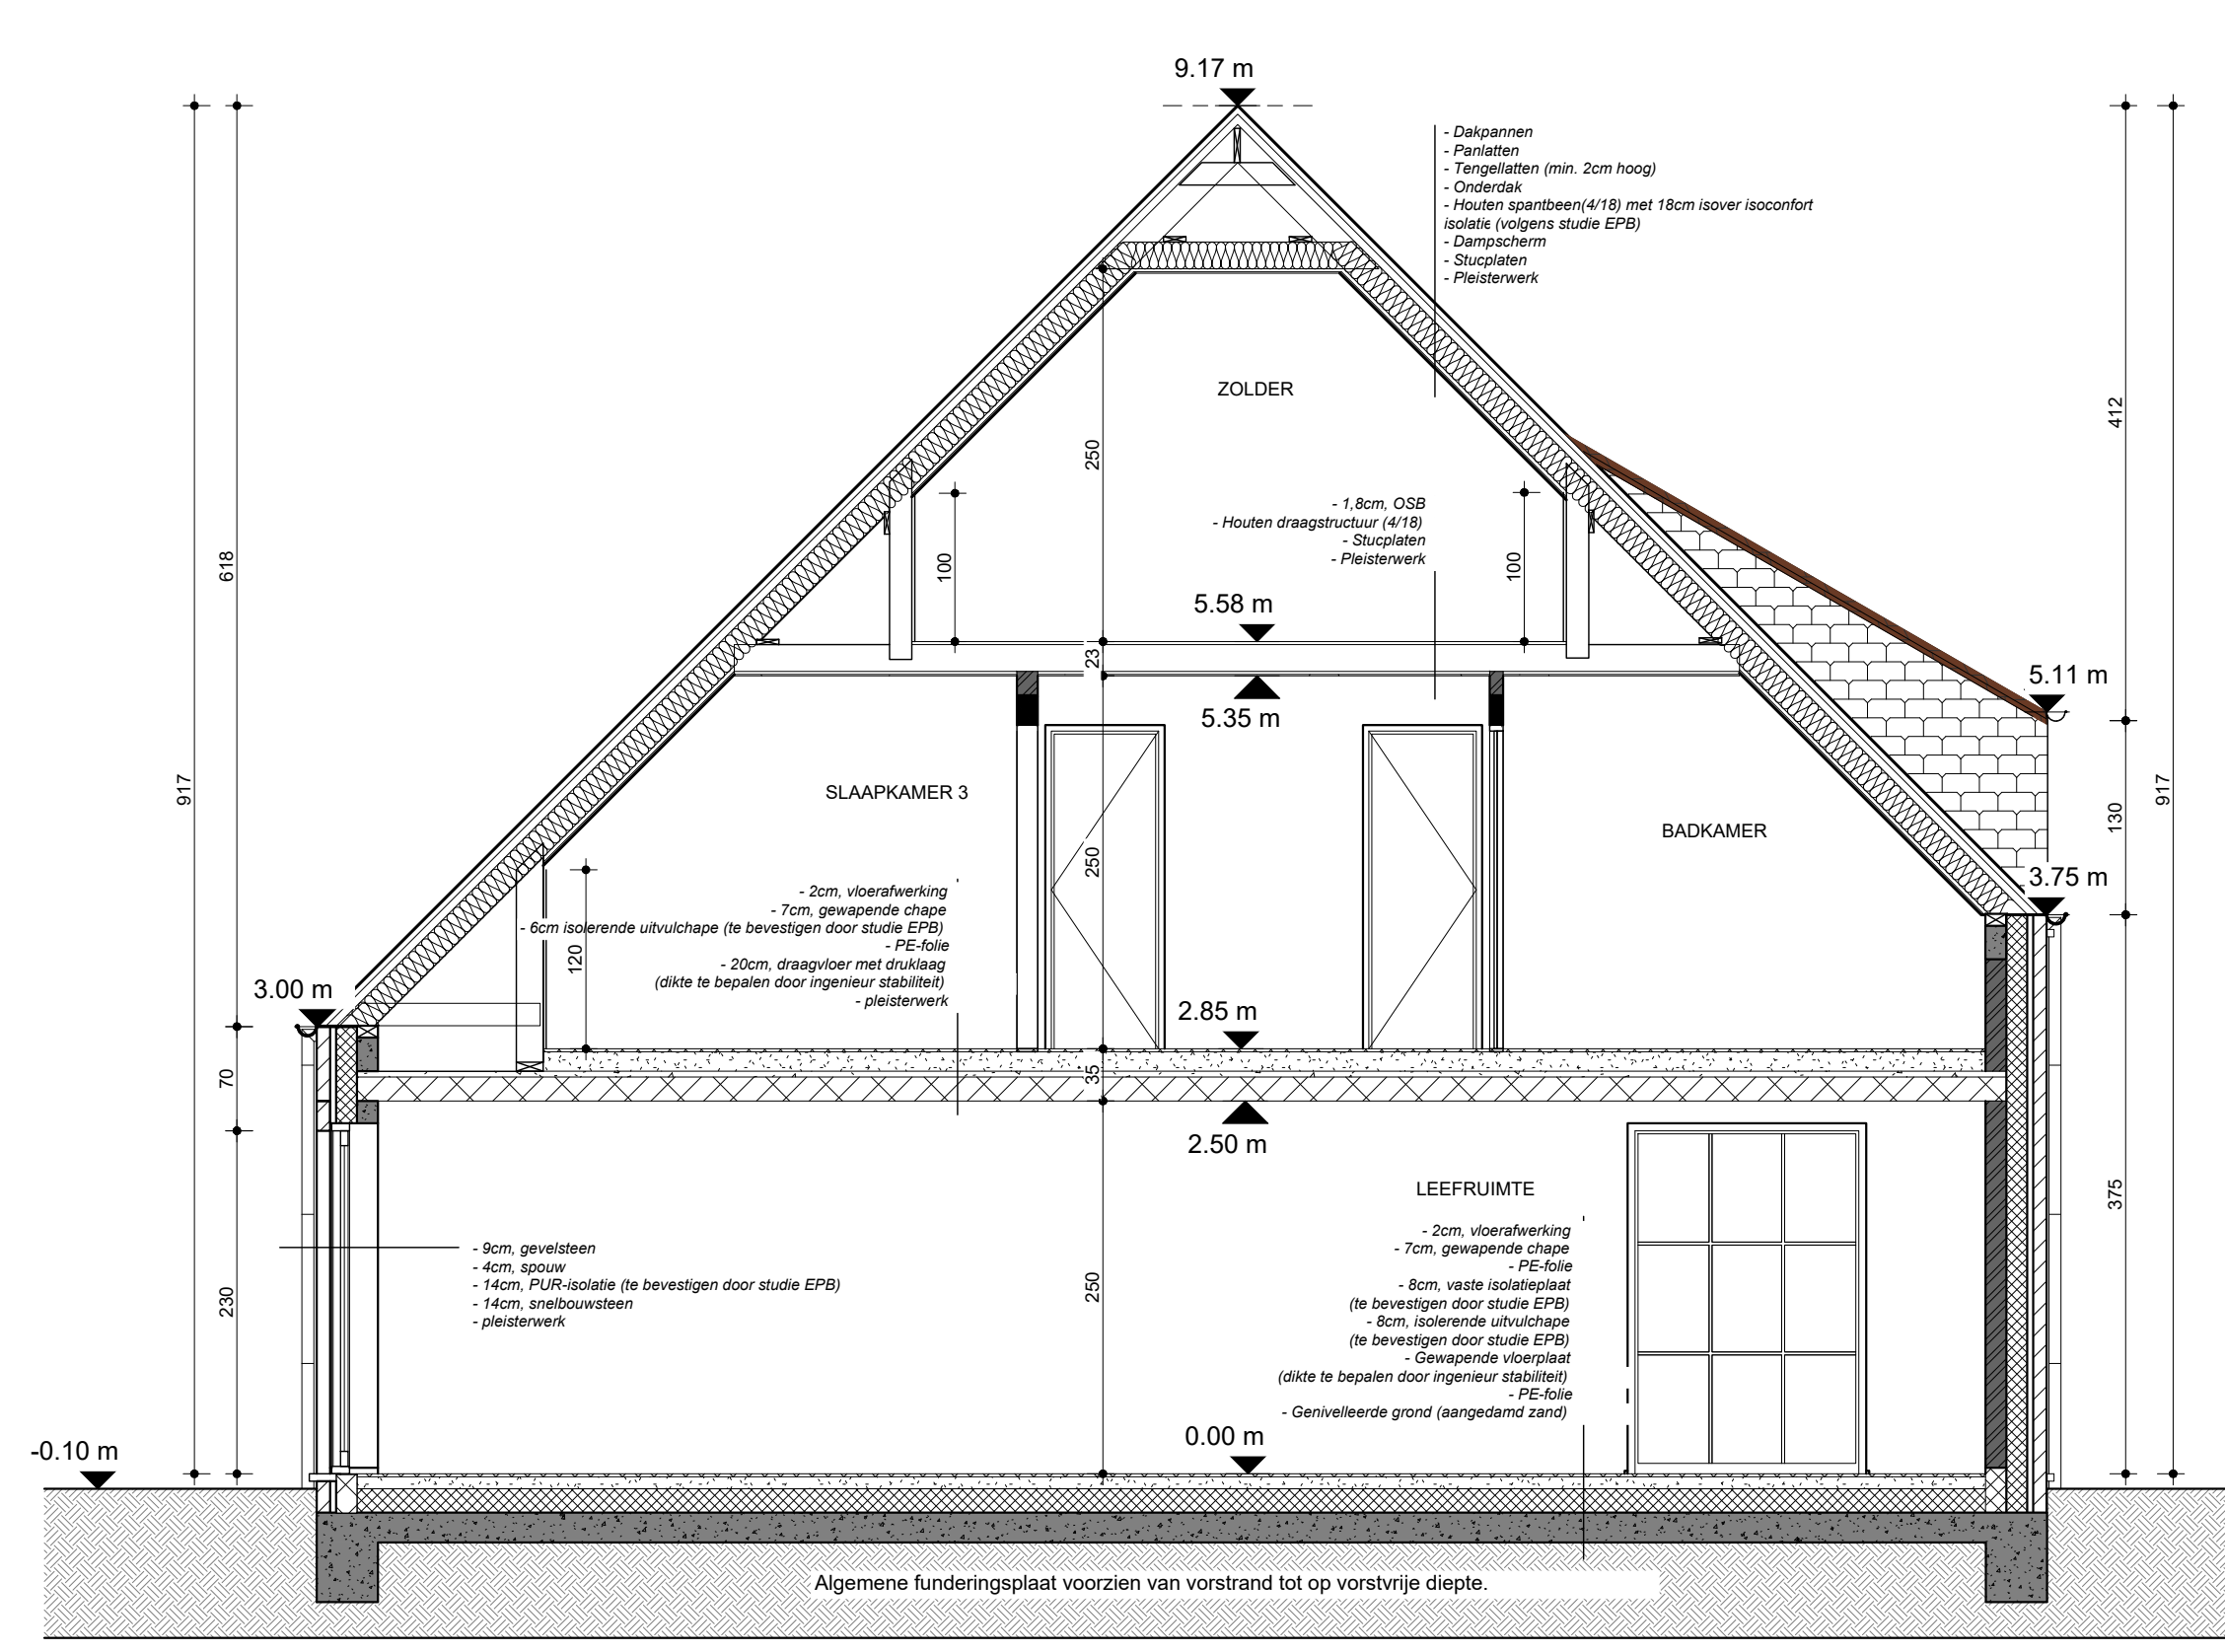 9.17 m
- Dakpannen
- Panlatten
- Tengellatten (min. 2cm hoog)
- Onderdak
- Houten spantbeen(4/18) met 18cm isover isoconfort
isolatie (volgens studie EPB)
- Dampscherm
- Stucplaten
- Pleisterwerk
ZOLDER
412
250
- 1,8cm, OSB
- Houten draagstructuur (4/18)
- Stucplaten
- Pleisterwerk
618
100
100
5.58 m
23
5.35 m
5.11 m
917
SLAAPKAMER 3
BADKAMER
130
917
250
3.75 m
- 2cm, vloerafwerking
- 7cm, gewapende chape
- 6cm isolerende uitvulchape (te bevestigen door studie EPB)
- PE-folie
- 20cm, draagvloer met druklaag
(dikte te bepalen door ingenieur stabiliteit)
- pleisterwerk
120
3.00 m
2.85 m
70
35
2.50 m
LEEFRUIMTE
375
- 9cm, gevelsteen
- 4cm, spouw
- 14cm, PUR-isolatie (te bevestigen door studie EPB)
- 14cm, snelbouwsteen
- pleisterwerk
230
250
- 2cm, vloerafwerking
- 7cm, gewapende chape
- PE-folie
- 8cm, vaste isolatieplaat
(te bevestigen door studie EPB)
- 8cm, isolerende uitvulchape
(te bevestigen door studie EPB)
- Gewapende vloerplaat
(dikte te bepalen door ingenieur stabiliteit)
- PE-folie
- Genivelleerde grond (aangedamd zand)
-0.10 m
0.00 m
Algemene funderingsplaat voorzien van vorstrand tot op vorstvrije diepte.